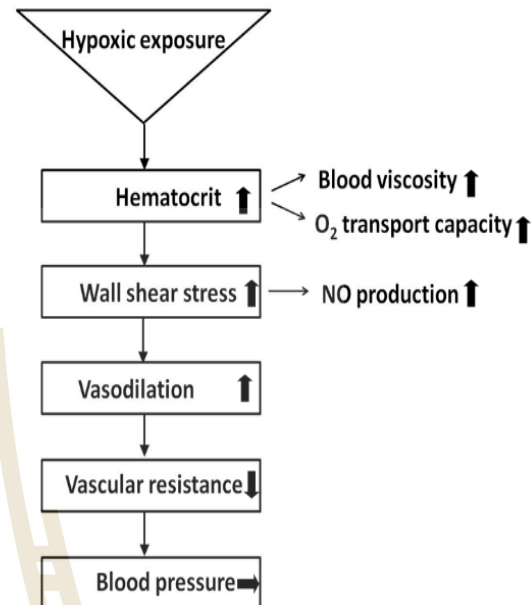 Hypoxic exposure
Hematocrit ⬆
Blood viscosity ⬆
O₂ transport capacity ⬆
Wall shear stress ⬆
NO production ⬆
Vasodilation ⬆
Vascular resistance ⬇
Blood pressure ➡